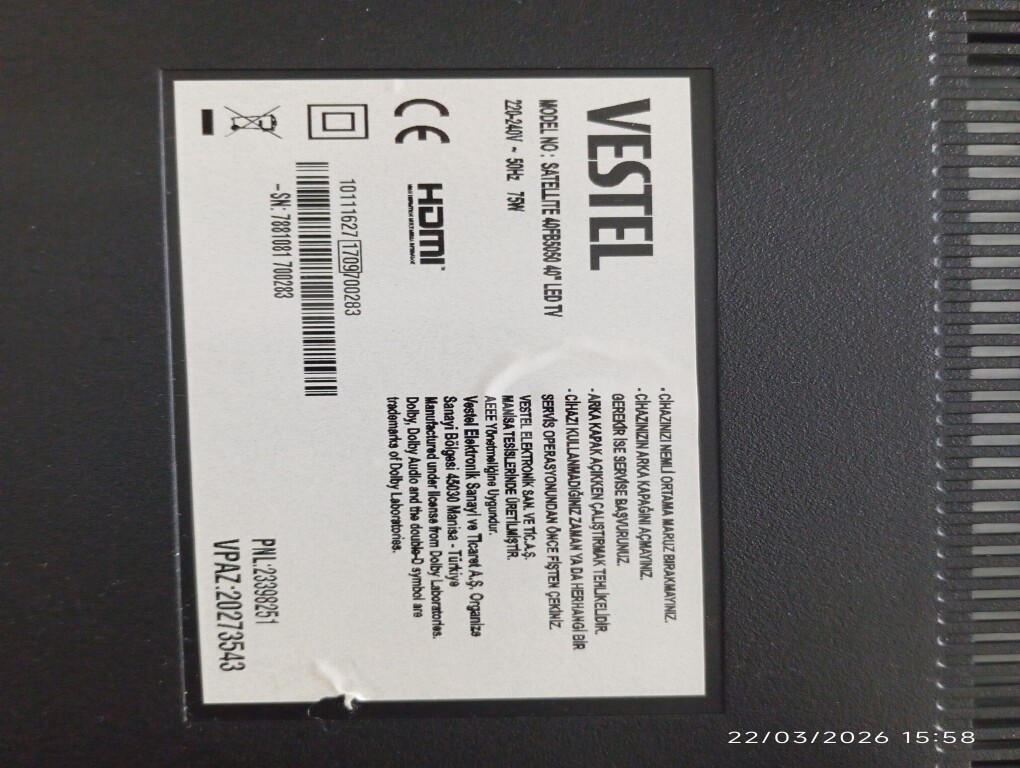 VESTEL
MODEL NO : SATELLITE 40FB5050 40" LED TV
220-240V ~ 50Hz 75W
CE
HDMI
10111627 1709700283
-SN: 7881081 700283
- CİHAZINIZI NEMLİ ORTAMA MARUZ BIRAKMAYINIZ.
- CİHAZINIZIN ARKA KAPAĞINI AÇMAYINIZ.
GEREKİR İSE SERVİSE BAŞVURUNUZ.
- ARKA KAPAK AÇIKKEN ÇALIŞTIRMAK TEHLİKELİDİR.
- CİHAZI KULLANMADIĞINIZ ZAMAN YA DA HERHANGİ BİR
SERVİS OPERASYONUNDAN ÖNCE FİŞTEN ÇEKİNİZ.
VESTEL ELEKTRONİK SAN. VE TİC.A.Ş.
MANİSA TESİSLERİNDE ÜRETİLMİŞTİR.
AEEE Yönetmeliğine Uygundur.
Vestel Elektronik Sanayi ve Ticaret A.Ş. Organize
Sanayi Bölgesi 45030 Manisa - Türkiye
Manufactured under license from Dolby Laboratories.
Dolby, Dolby Audio and the double-D symbol are
trademarks of Dolby Laboratories.
PNL:23398251
VPAZ:20273543
22/03/2026 15:58